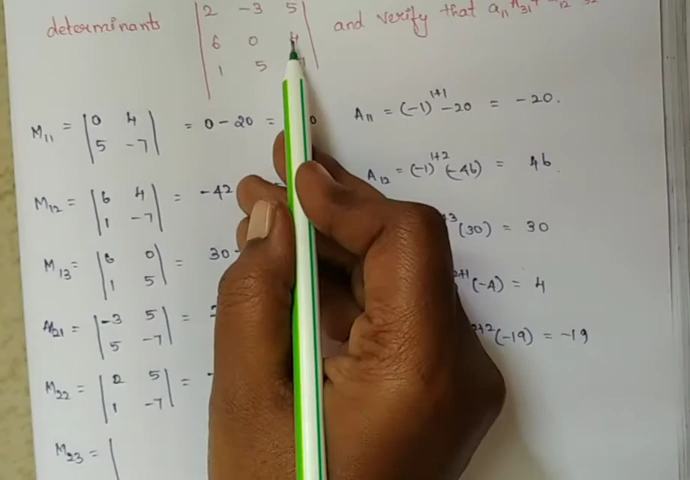 determinants | 2 -3 5 | and verify that a₁₁A₃₁+
| 6 0 4 |
| 1 5
M₁₁ = | 0 4 | = 0-20 = A₁₁ = (-1)¹⁺¹ -20 = -20.
| 5 -7 |
M₁₂ = | 6 4 | = -42 A₁₂ = (-1)¹⁺² (-46) = 46
| 1 -7 |
M₁₃ = | 6 0 | = 30- (30) = 30
| 1 5 |
M₂₁ = | -3 5 | = (-4) = 4
| 5 -7 |
M₂₂ = | 2 5 | = - (-19) = -19
| 1 -7 |
M₂₃ = |